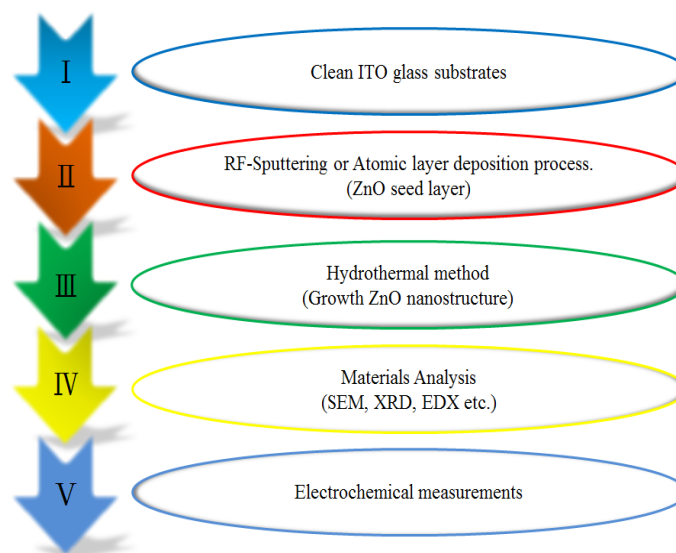 Ⅰ
Clean ITO glass substrates
Ⅱ
RF-Sputtering or Atomic layer deposition process.
(ZnO seed layer)
Ⅲ
Hydrothermal method
(Growth ZnO nanostructure)
Ⅳ
Materials Analysis
(SEM, XRD, EDX etc.)
Ⅴ
Electrochemical measurements